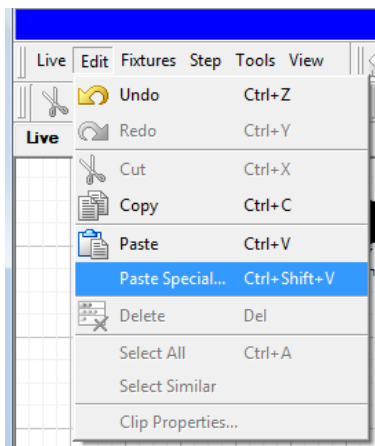 Live Edit Fixtures Step Tools View
Undo Ctrl+Z
Redo Ctrl+Y
Live
Cut Ctrl+X
Copy Ctrl+C
Paste Ctrl+V
Paste Special... Ctrl+Shift+V
Delete Del
Select All Ctrl+A
Select Similar
Clip Properties...